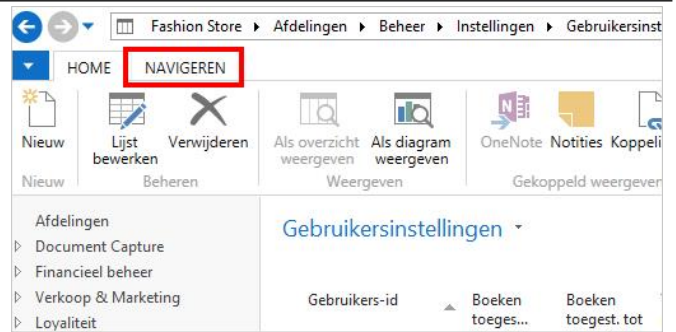 Fashion Store Afdelingen Beheer Instellingen Gebruikersinst
HOME NAVIGEREN
Nieuw Lijst bewerken Verwijderen Als overzicht weergeven Als diagram weergeven OneNote Notities Koppeli
Nieuw Beheren Weergeven Gekoppeld weergeven
Afdelingen
Document Capture
Financieel beheer
Verkoop & Marketing
Loyaliteit
Gebruikersinstellingen
Gebruikers-id Boeken toeges... Boeken toegest. tot